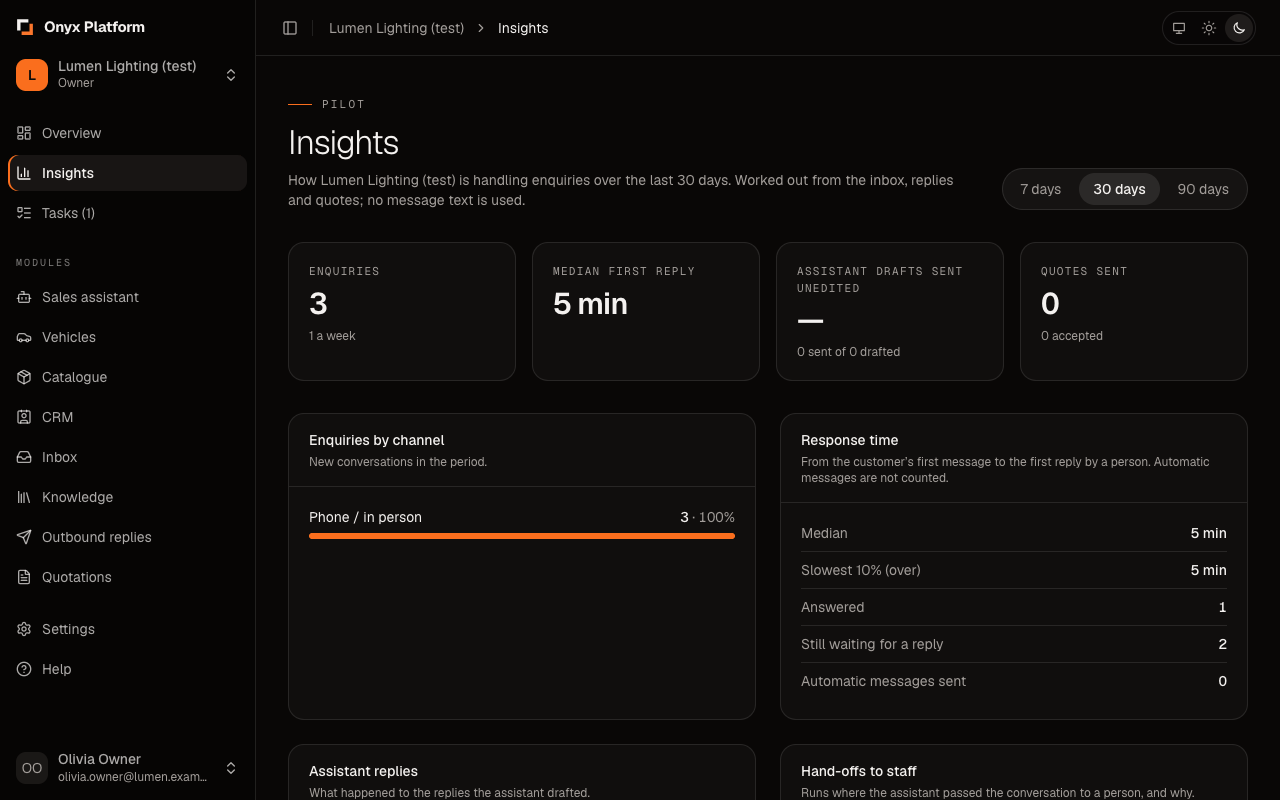 Onyx Platform
L
Lumen Lighting (test)
Owner
Overview
Insights
Tasks (1)
MODULES
Sales assistant
Vehicles
Catalogue
CRM
Inbox
Knowledge
Outbound replies
Quotations
Settings
Help
OO
Olivia Owner
olivia.owner@lumen.exam...
Lumen Lighting (test) > Insights
PILOT
Insights
How Lumen Lighting (test) is handling enquiries over the last 30 days. Worked out from the inbox, replies
and quotes; no message text is used.
7 days 30 days 90 days
ENQUIRIES
3
1 a week
MEDIAN FIRST REPLY
5 min
ASSISTANT DRAFTS SENT
UNEDITED
—
0 sent of 0 drafted
QUOTES SENT
0
0 accepted
Enquiries by channel
New conversations in the period.
Phone / in person 3 · 100%
Response time
From the customer's first message to the first reply by a person. Automatic
messages are not counted.
Median 5 min
Slowest 10% (over) 5 min
Answered 1
Still waiting for a reply 2
Automatic messages sent 0
Assistant replies
What happened to the replies the assistant drafted.
Hand-offs to staff
Runs where the assistant passed the conversation to a person, and why.